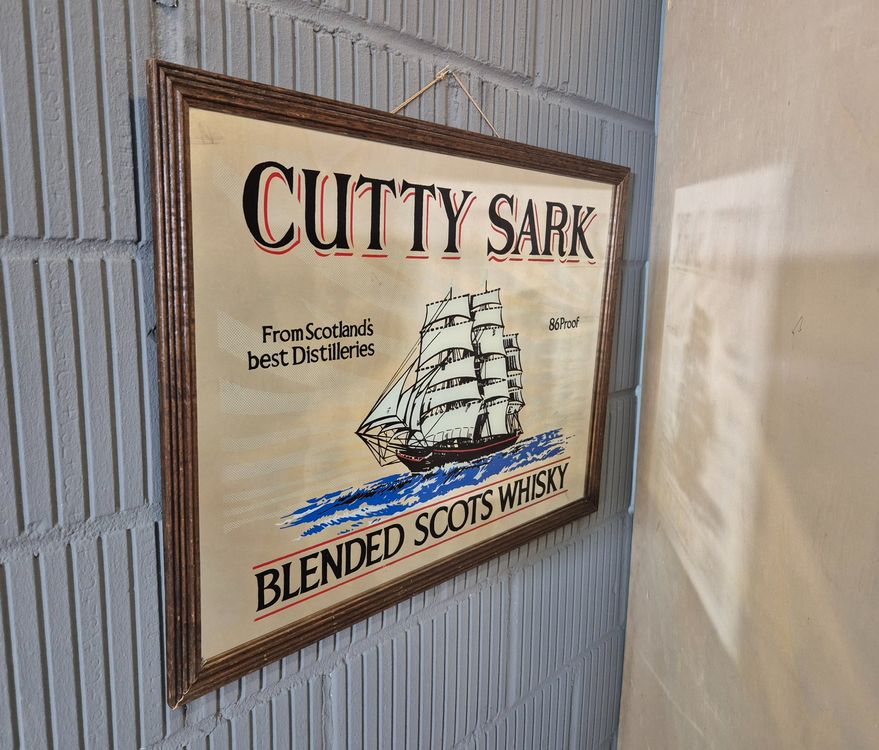 CUTTY SARK
From Scotland's
best Distilleries
86 Proof
BLENDED SCOTS WHISKY